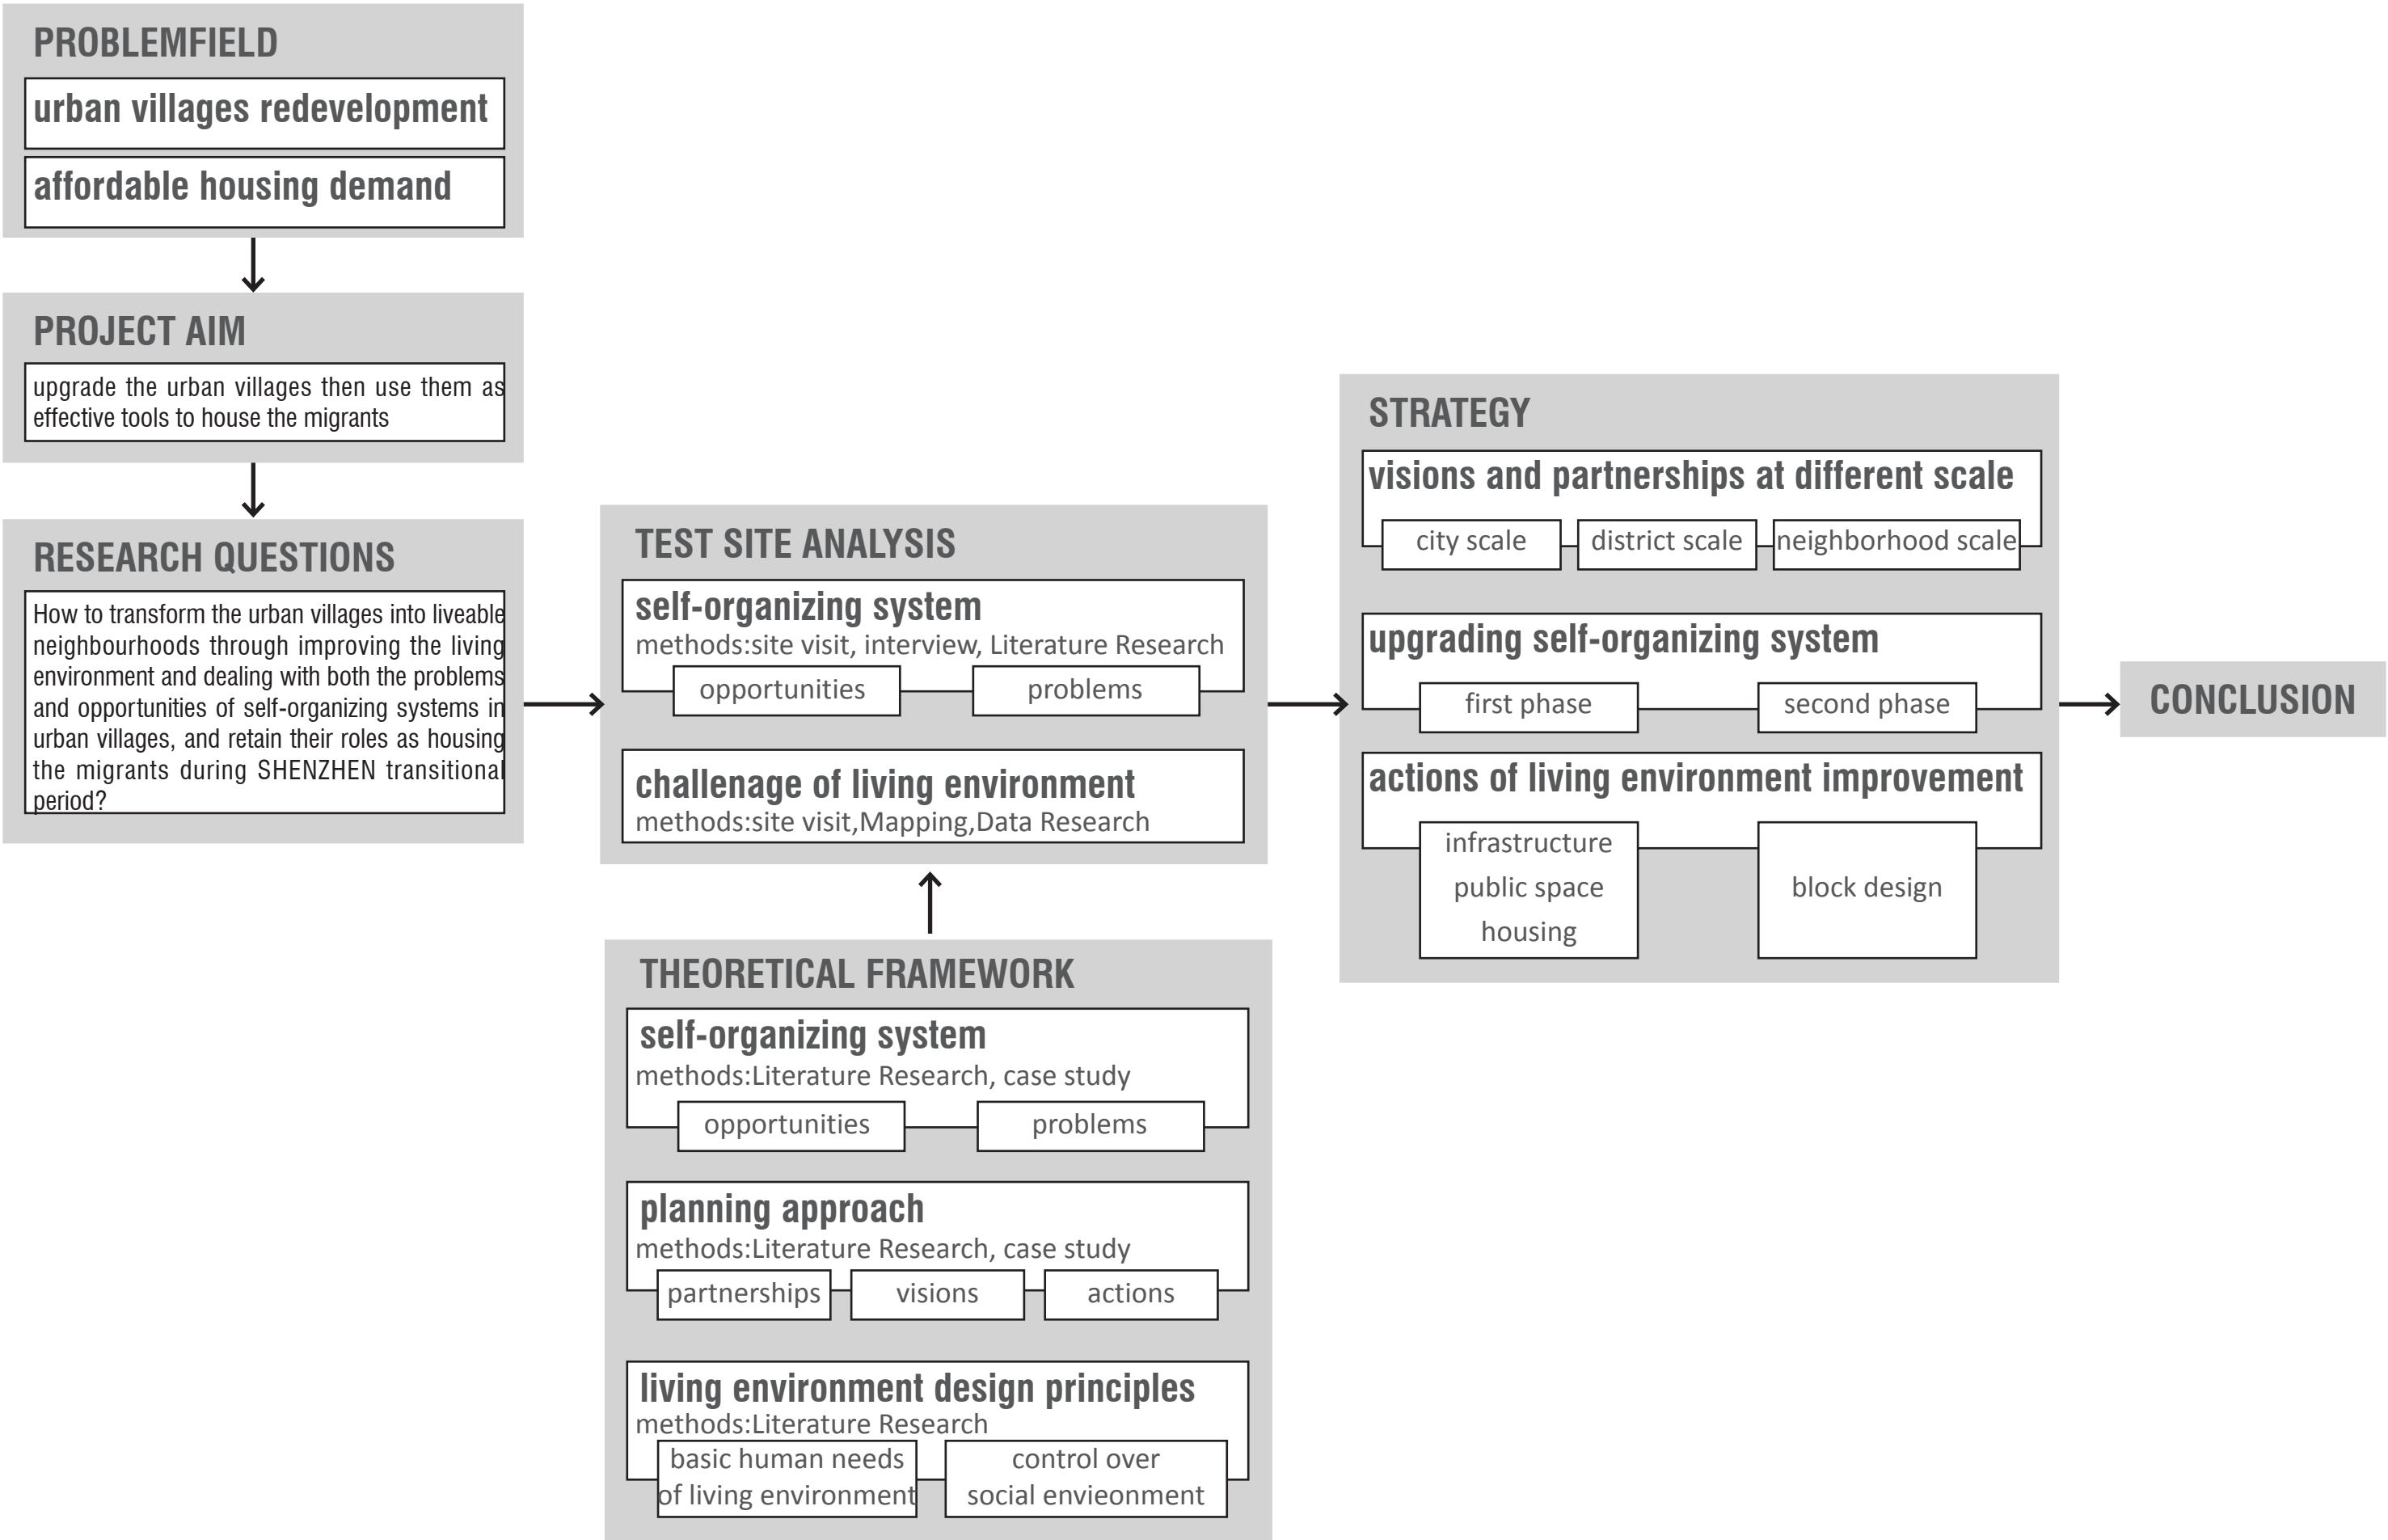 PROBLEMFIELD
urban villages redevelopment
affordable housing demand
PROJECT AIM
upgrade the urban villages then use them as
effective tools to house the migrants
RESEARCH QUESTIONS
How to transform the urban villages into liveable
neighbourhoods through improving the living
environment and dealing with both the problems
and opportunities of self-organizing systems in
urban villages, and retain their roles as housing
the migrants during SHENZHEN transitional
period?
TEST SITE ANALYSIS
self-organizing system
methods:site visit, interview, Literature Research
opportunities
problems
challenage of living environment
methods:site visit,Mapping,Data Research
THEORETICAL FRAMEWORK
self-organizing system
methods:Literature Research, case study
opportunities
problems
planning approach
methods:Literature Research, case study
partnerships
visions
actions
living environment design principles
methods:Literature Research
basic human needs
of living environment
control over
social envieonment
STRATEGY
visions and partnerships at different scale
city scale
district scale
neighborhood scale
upgrading self-organizing system
first phase
second phase
actions of living environment improvement
infrastructure
public space
housing
block design
CONCLUSION